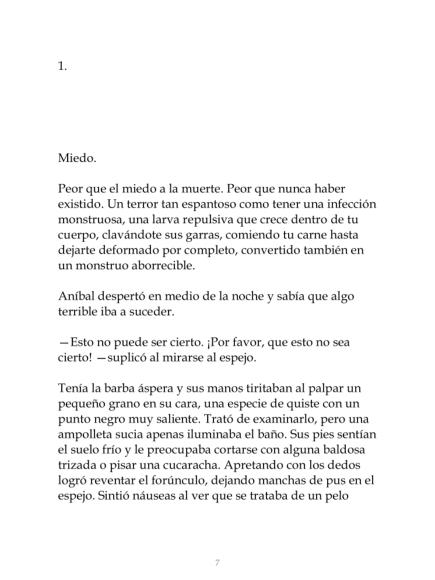 1.
Miedo.
Peor que el miedo a la muerte. Peor que nunca haber
existido. Un terror tan espantoso como tener una infección
monstruosa, una larva repulsiva que crece dentro de tu
cuerpo, clavándote sus garras, comiendo tu carne hasta
dejarte deformado por completo, convertido también en
un monstruo aborrecible.
Aníbal despertó en medio de la noche y sabía que algo
terrible iba a suceder.
—Esto no puede ser cierto. ¡Por favor, que esto no sea
cierto! —suplicó al mirarse al espejo.
Tenía la barba áspera y sus manos tiritaban al palpar un
pequeño grano en su cara, una especie de quiste con un
punto negro muy saliente. Trató de examinarlo, pero una
ampolleta sucia apenas iluminaba el baño. Sus pies sentían
el suelo frío y le preocupaba cortarse con alguna baldosa
trizada o pisar una cucaracha. Apretando con los dedos
logró reventar el forúnculo, dejando manchas de pus en el
espejo. Sintió náuseas al ver que se trataba de un pelo
7